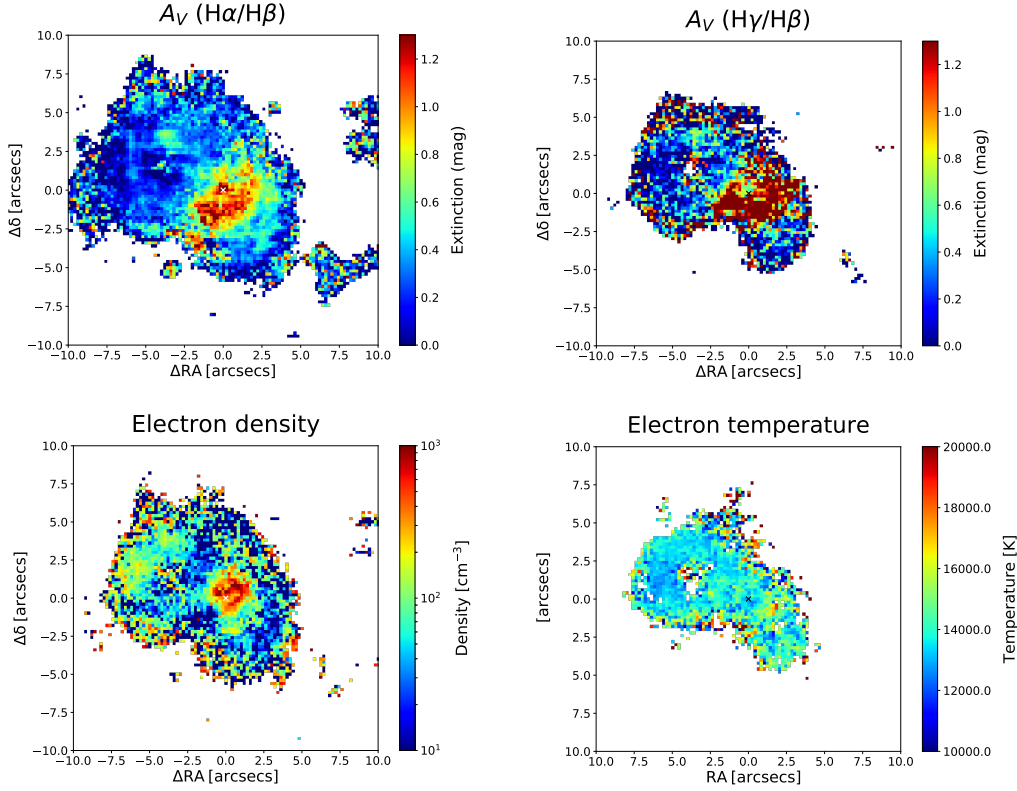 A_V (Hα/Hβ)
10.0
7.5
5.0
2.5
0.0
−2.5
−5.0
−7.5
−10.0
Δδ [arcsecs]
−10.0 −7.5 −5.0 −2.5 0.0 2.5 5.0 7.5 10.0
ΔRA [arcsecs]
1.2
1.0
0.8
0.6
0.4
0.2
0.0
Extinction (mag)
A_V (Hγ/Hβ)
10.0
7.5
5.0
2.5
0.0
−2.5
−5.0
−7.5
−10.0
Δδ [arcsecs]
−10.0 −7.5 −5.0 −2.5 0.0 2.5 5.0 7.5 10.0
ΔRA [arcsecs]
1.2
1.0
0.8
0.6
0.4
0.2
0.0
Extinction (mag)
Electron density
10.0
7.5
5.0
2.5
0.0
−2.5
−5.0
−7.5
−10.0
Δδ [arcsecs]
−10.0 −7.5 −5.0 −2.5 0.0 2.5 5.0 7.5 10.0
ΔRA [arcsecs]
10³
10²
10¹
Density [cm⁻³]
Electron temperature
10.0
7.5
5.0
2.5
0.0
2.5
5.0
7.5
10.0
[arcsecs]
10.0 7.5 5.0 2.5 0.0 2.5 5.0 7.5 10.0
RA [arcsecs]
20000.0
18000.0
16000.0
14000.0
12000.0
10000.0
Temperature [K]